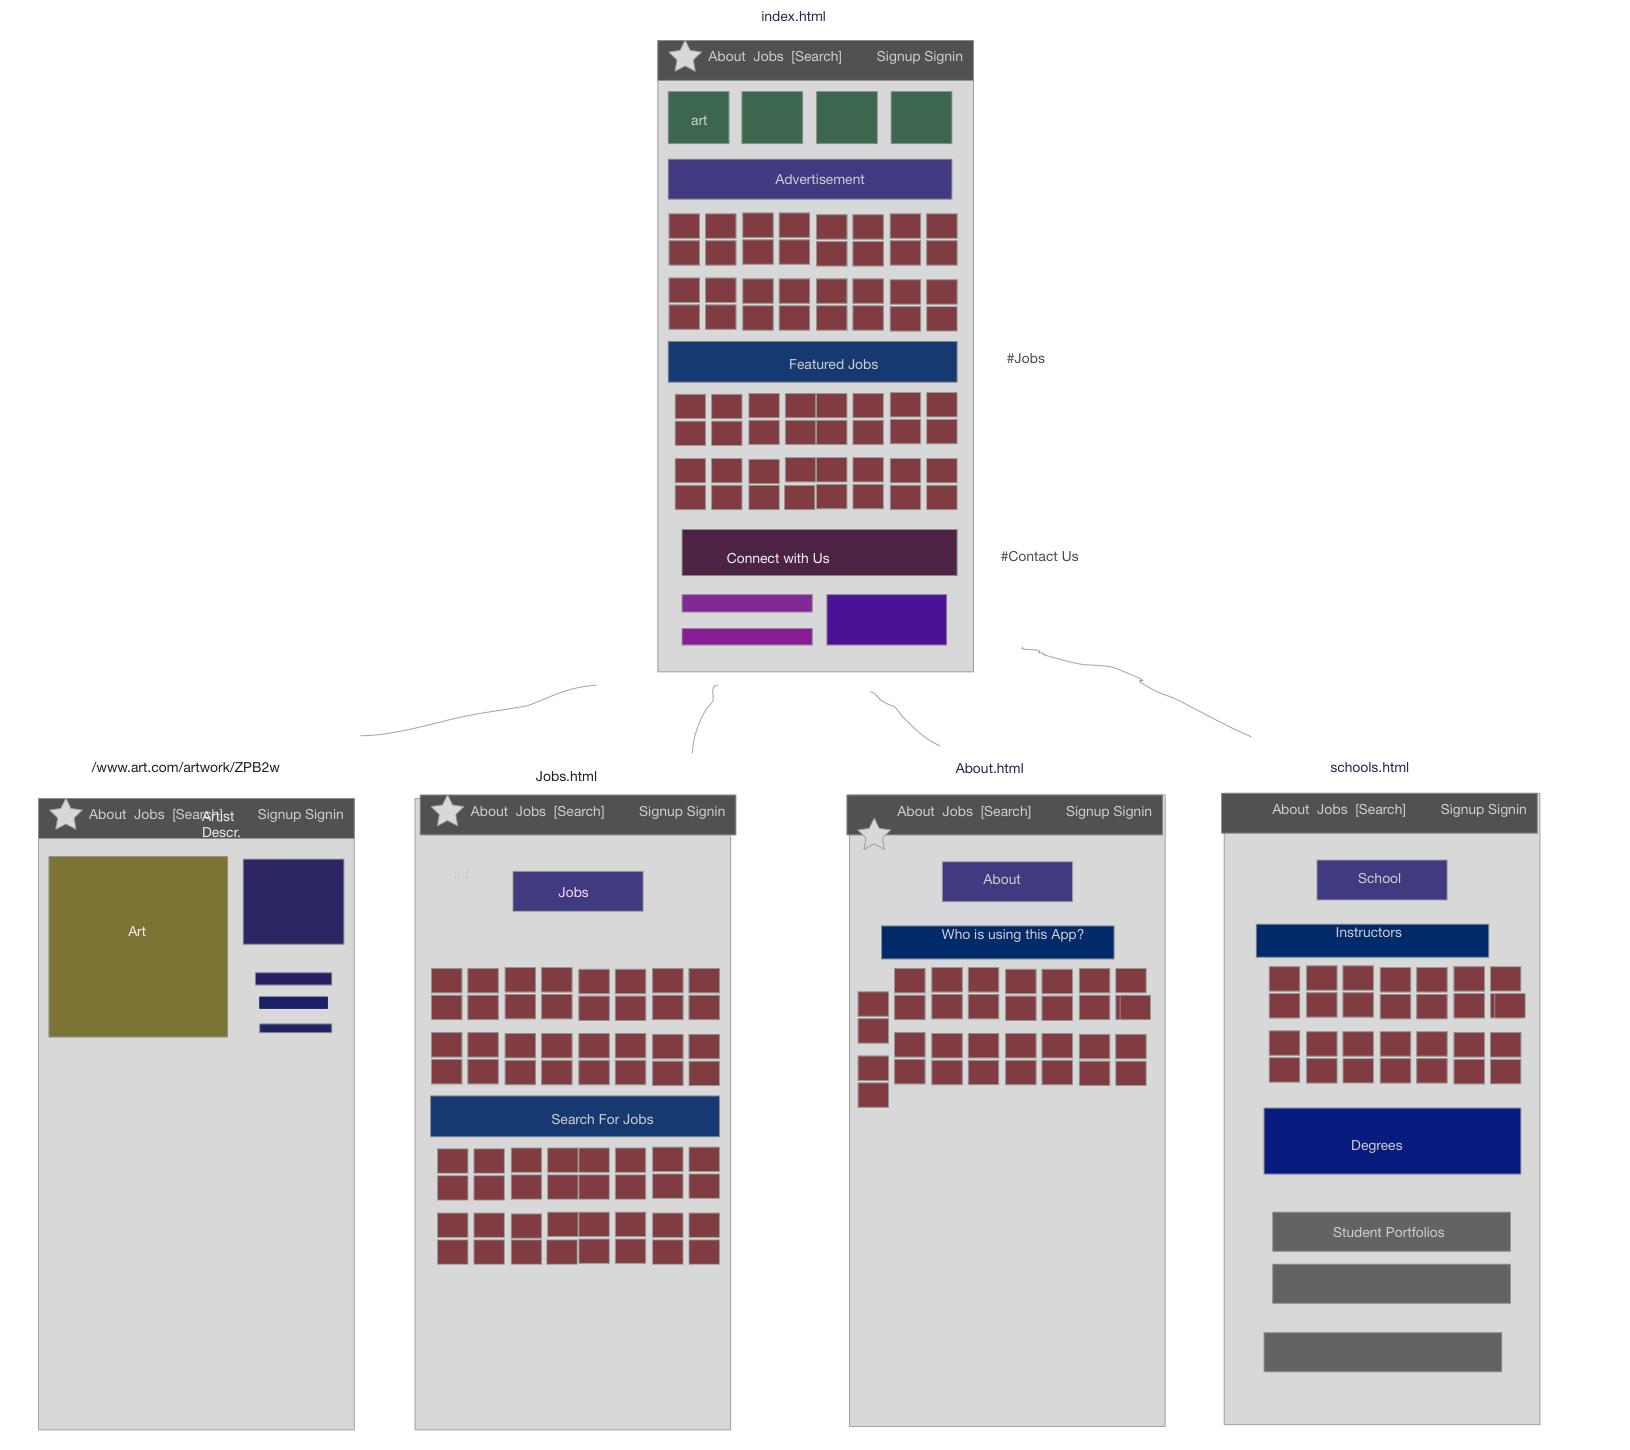 index.html
About Jobs [Search] Signup Signin
art
Advertisement
Featured Jobs
#Jobs
Connect with Us
#Contact Us
/www.art.com/artwork/ZPB2w
About Jobs [Search] Signup Signin
Artist
Descr.
Art
Jobs.html
About Jobs [Search] Signup Signin
art
Jobs
Search For Jobs
About.html
About Jobs [Search] Signup Signin
About
Who is using this App?
schools.html
About Jobs [Search] Signup Signin
School
Instructors
Degrees
Student Portfolios